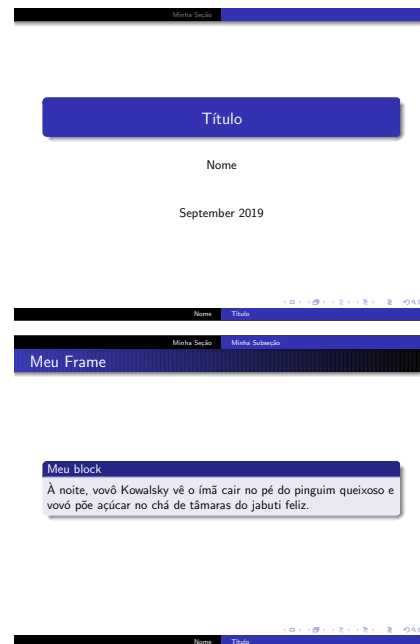 Minha Seção
Título
Nome
September 2019
Nome Título
Minha Seção Minha Subseção
Meu Frame
Meu block
À noite, vovô Kowalsky vê o ímã cair no pé do pinguim queixoso e
vovó põe açúcar no chá de tâmaras do jabuti feliz.
Nome Título